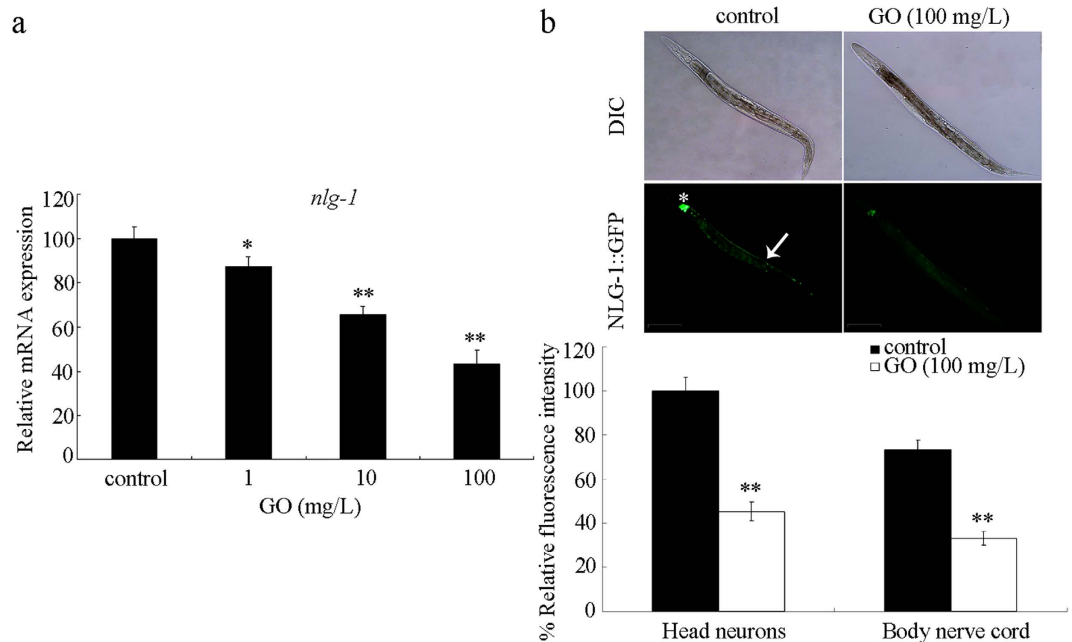 a
nlg-1
Relative mRNA expression
120
100
80
60
40
20
0
*
**
**
control 1 10 100
GO (mg/L)
b
control GO (100 mg/L)
DIC
NLG-1::GFP
*
% Relative fluorescence intensity
120
100
80
60
40
20
0
control
GO (100 mg/L)
**
**
Head neurons Body nerve cord